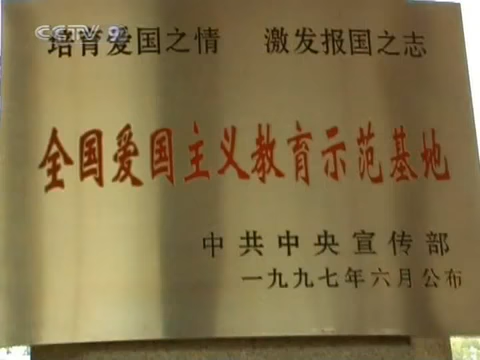 CCTV 9
培育爱国之情 激发报国之志
全国爱国主义教育示范基地
中共中央宣传部
一九九七年六月公布